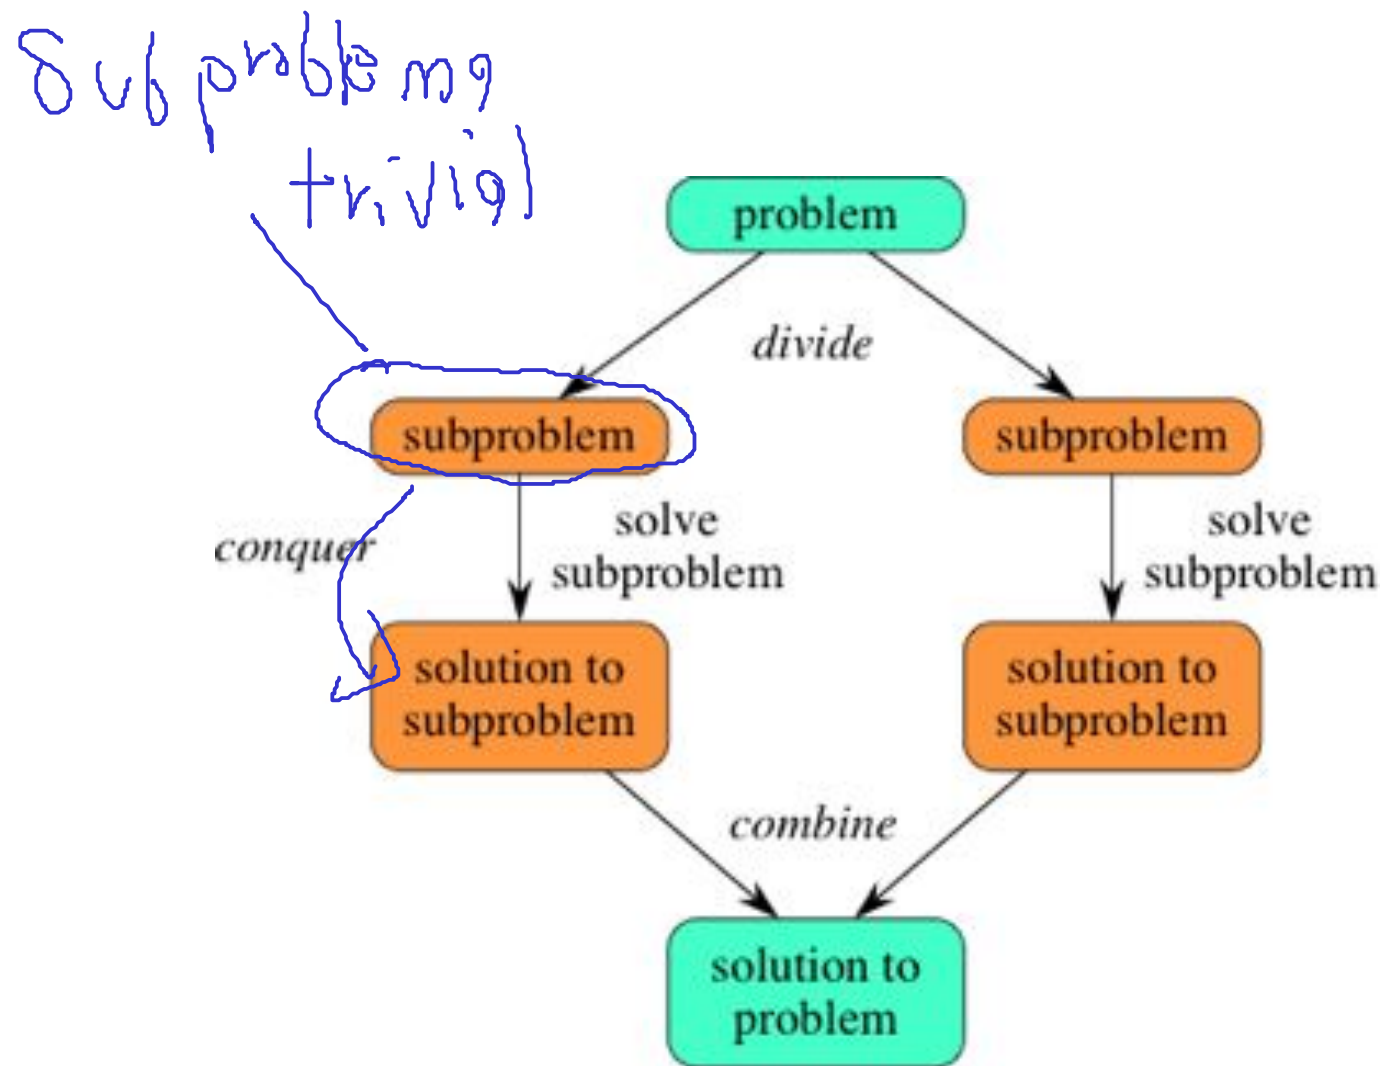 Subproblemą
trivial
problem
divide
subproblem
subproblem
conquer
solve
subproblem
solve
subproblem
solution to
subproblem
solution to
subproblem
combine
solution to
problem